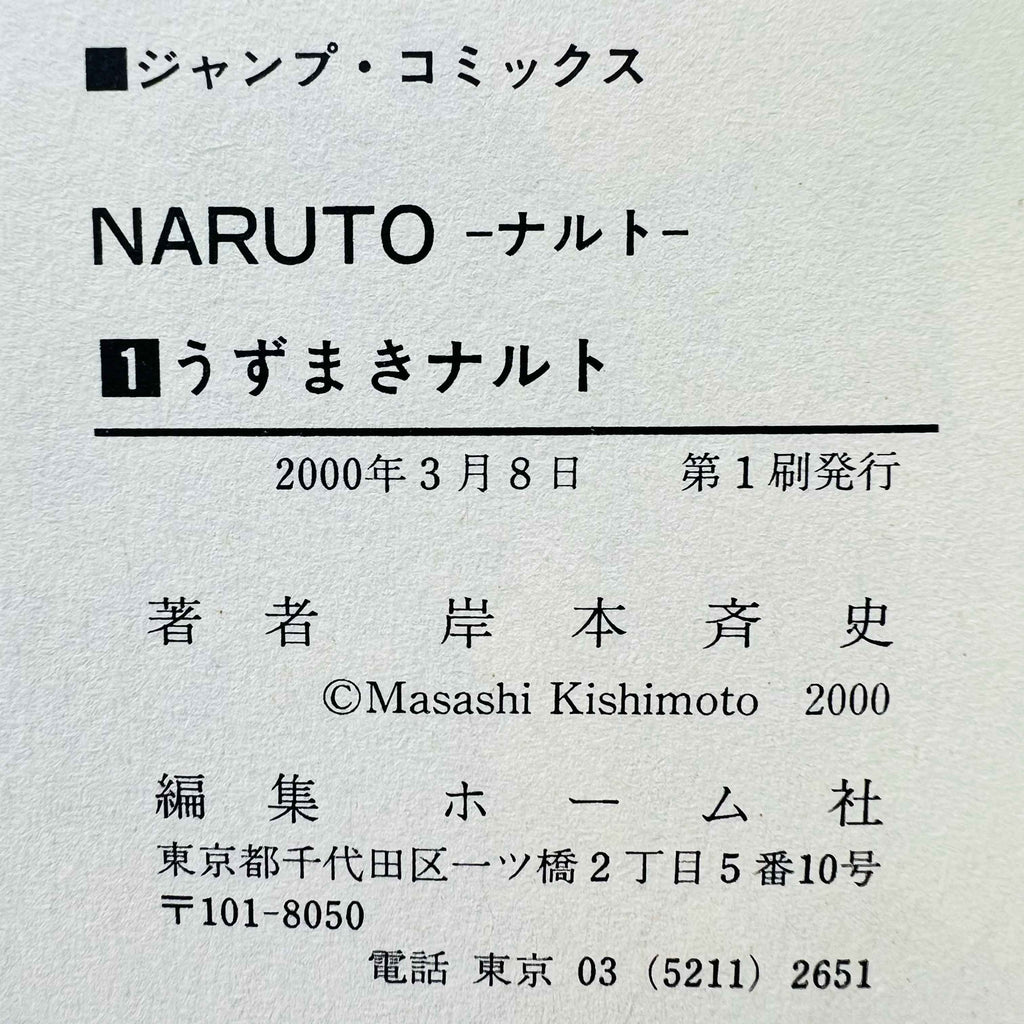 ■ジャンプ・コミックス
NARUTO -ナルト-
1うずまきナルト
2000年3月8日　第1刷発行
著者　岸本斉史
©Masashi Kishimoto 2000
編集　ホーム社
東京都千代田区一ツ橋2丁目5番10号
〒101-8050
電話 東京 03 (5211) 2651